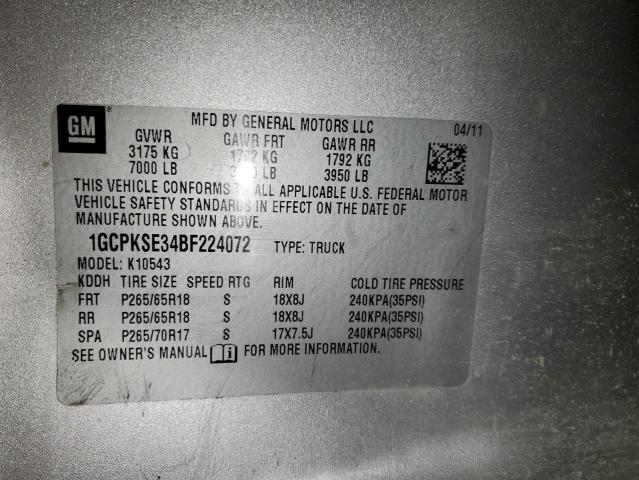 GM
MFD BY GENERAL MOTORS LLC 04/11
GVWR GAWR FRT GAWR RR
3175 KG KG 1792 KG
7000 LB LB 3950 LB
THIS VEHICLE CONFORMS TO ALL APPLICABLE U.S. FEDERAL MOTOR
VEHICLE SAFETY STANDARDS IN EFFECT ON THE DATE OF
MANUFACTURE SHOWN ABOVE.
1GCPKSE34BF224072 TYPE: TRUCK
MODEL: K10543
KDDH TIRE SIZE SPEED RTG RIM COLD TIRE PRESSURE
FRT P265/65R18 S 18X8J 240KPA(35PSI)
RR P265/65R18 S 18X8J 240KPA(35PSI)
SPA P265/70R17 S 17X7.5J 240KPA(35PSI)
SEE OWNER'S MANUAL FOR MORE INFORMATION.